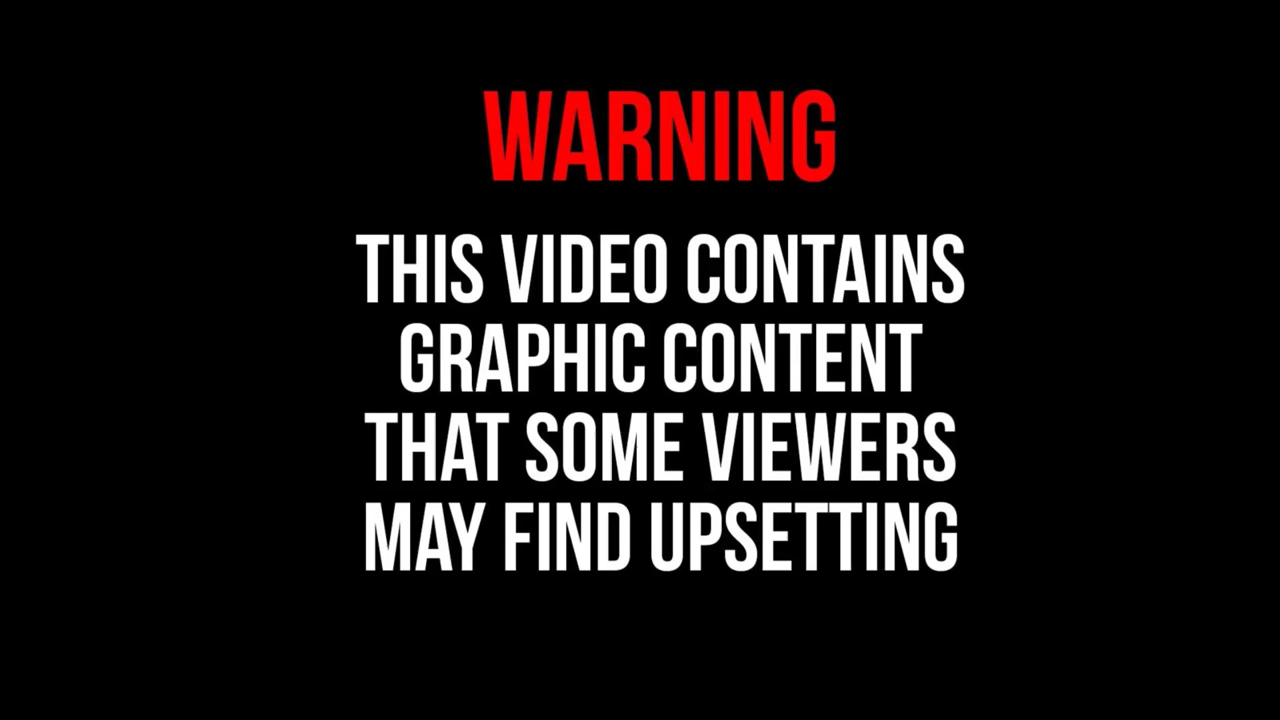 WARNING
THIS VIDEO CONTAINS
GRAPHIC CONTENT
THAT SOME VIEWERS
MAY FIND UPSETTING